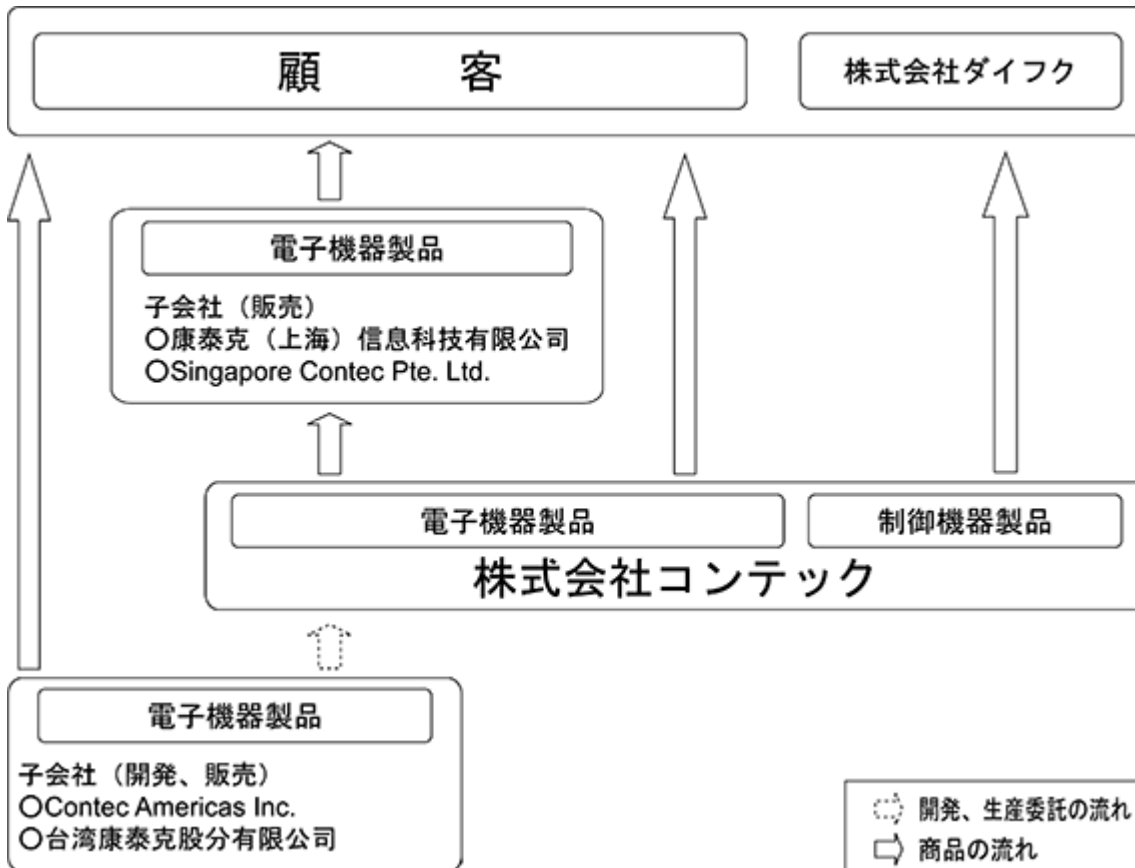 顧　　客
株式会社ダイフク
電子機器製品
子会社（販売）
○康泰克（上海）信息科技有限公司
○Singapore Contec Pte. Ltd.
電子機器製品
制御機器製品
株式会社コンテック
電子機器製品
子会社（開発、販売）
○Contec Americas Inc.
○台湾康泰克股分有限公司
開発、生産委託の流れ
商品の流れ